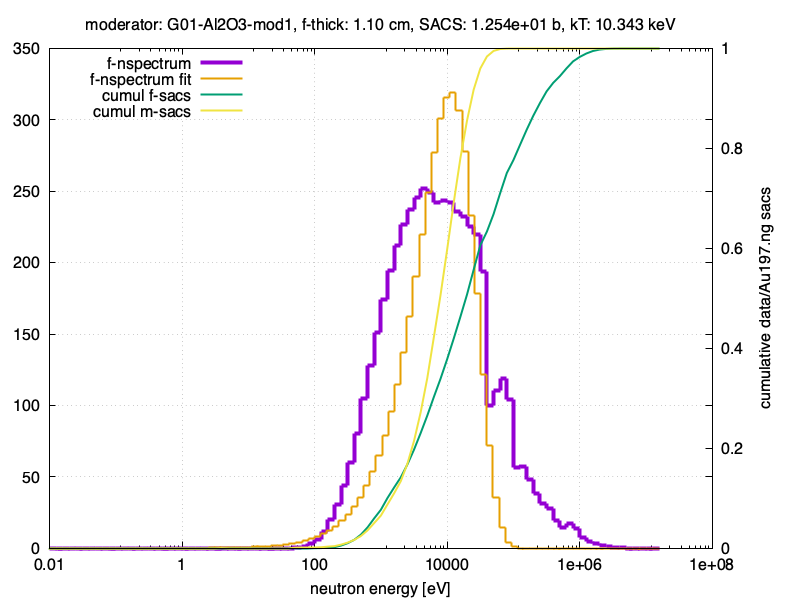 moderator: G01-Al2O3-mod1, f-thick: 1.10 cm, SACS: 1.254e+01 b, kT: 10.343 keV
f-nspectrum
f-nspectrum fit
cumul f-sacs
cumul m-sacs
350
300
250
200
150
100
50
0
1
0.8
0.6
0.4
0.2
0
cumulative data/Au197.ng sacs
0.01
1
100
10000
1e+06
1e+08
neutron energy [eV]